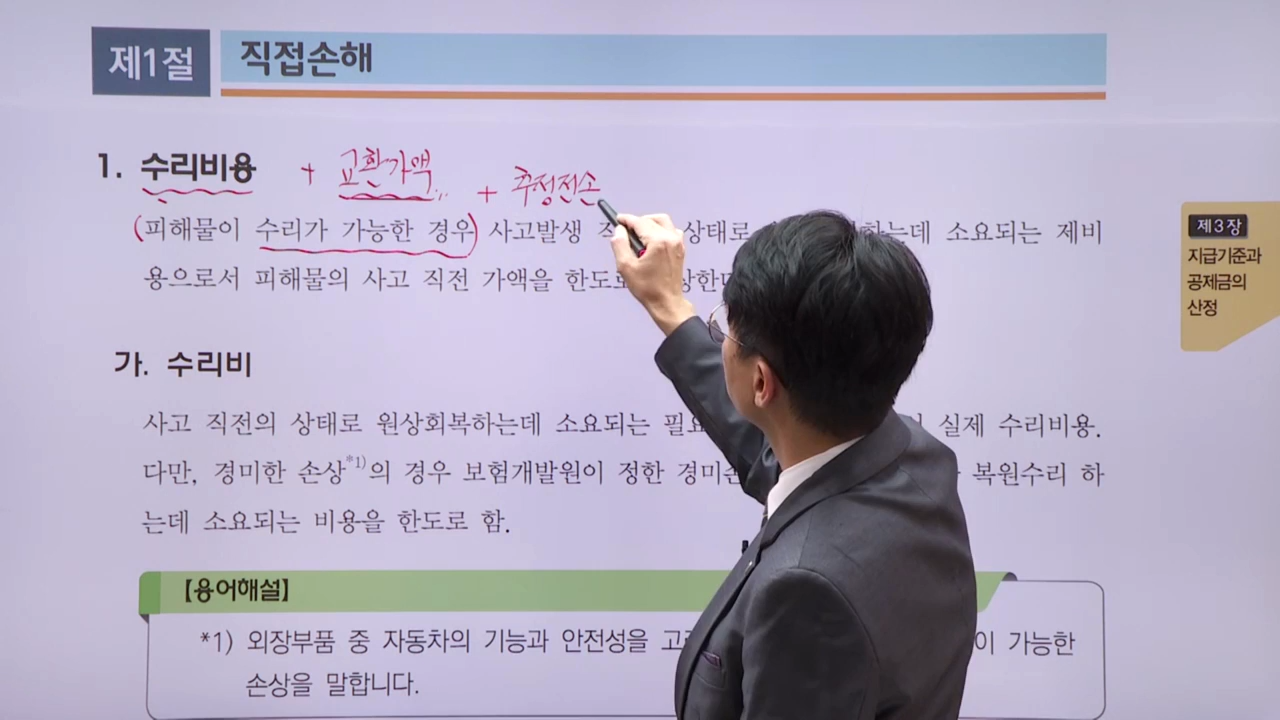 제1절 직접손해
1. 수리비용 + 교환가액 + 추정전손
(피해물이 수리가 가능한 경우) 사고발생 상태로 하는데 소요되는 제비
용으로서 피해물의 사고 직전 가액을 한도로
제3장
지급기준과
공제금의
산정
가. 수리비
사고 직전의 상태로 원상회복하는데 소요되는 실제 수리비용.
다만, 경미한 손상*1)의 경우 보험개발원이 정한 복원수리 하
는데 소요되는 비용을 한도로 함.
【용어해설】
*1) 외장부품 중 자동차의 기능과 안전성을 가능한
손상을 말합니다.